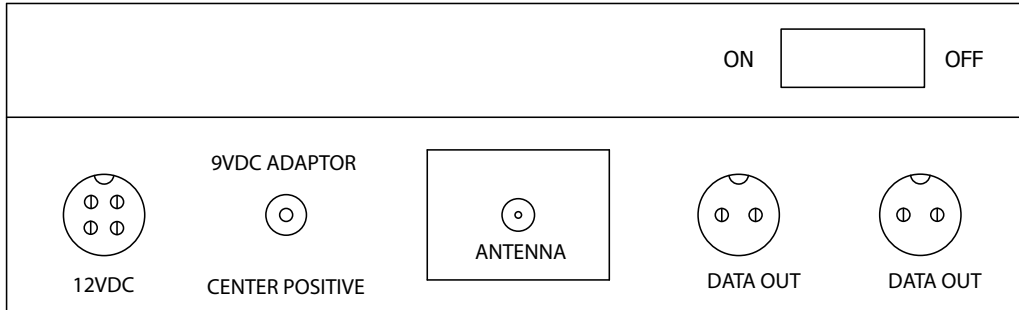 ON OFF
9VDC ADAPTOR
ANTENNA
12VDC
CENTER POSITIVE
DATA OUT
DATA OUT